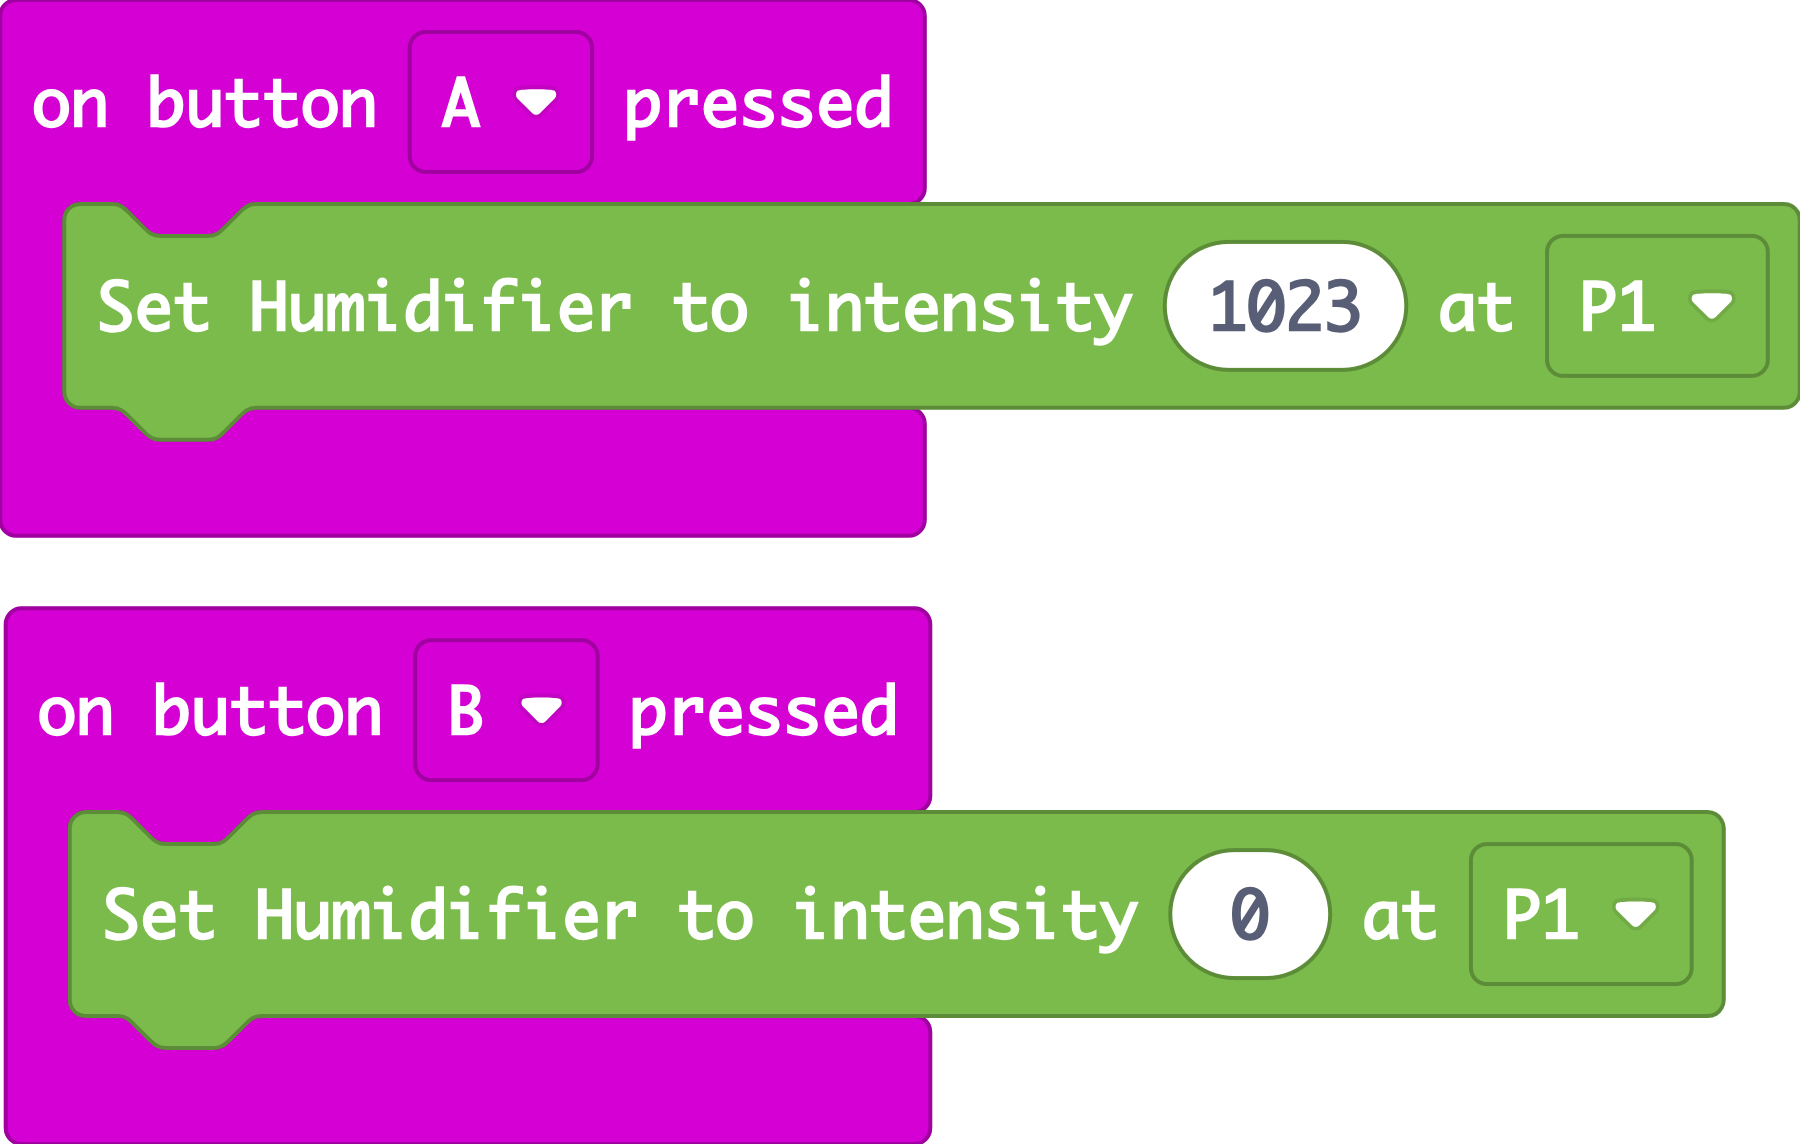 on button A pressed
Set Humidifier to intensity 1023 at P1
on button B pressed
Set Humidifier to intensity 0 at P1